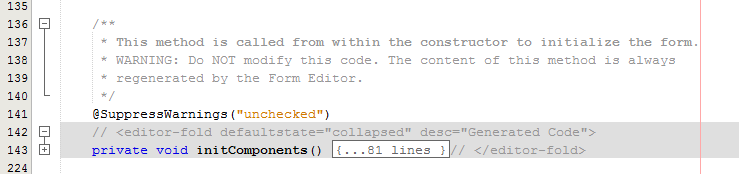 135
136 /**
137 * This method is called from within the constructor to initialize the form.
138 * WARNING: Do NOT modify this code. The content of this method is always
139 * regenerated by the Form Editor.
140 */
141 @SuppressWarnings("unchecked")
142 // <editor-fold defaultstate="collapsed" desc="Generated Code">
143 private void initComponents() {...81 lines }// </editor-fold>
224